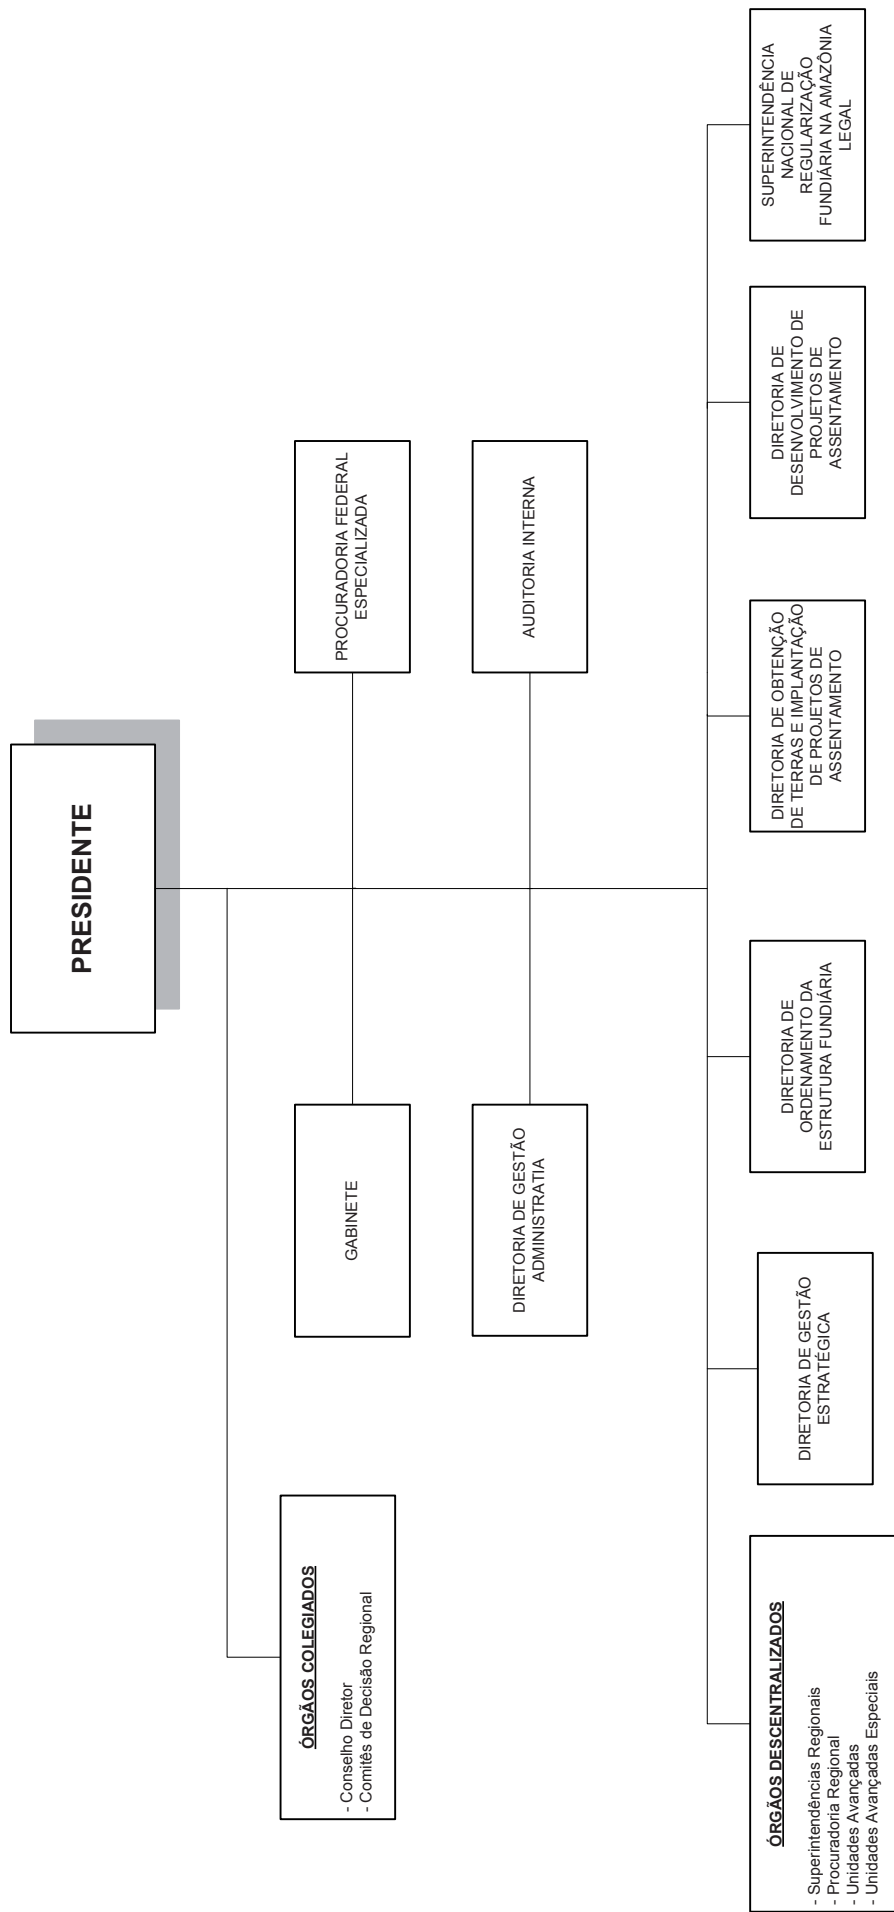 PRESIDENTE
ÓRGÃOS COLEGIADOS
- Conselho Diretor
- Comitês de Decisão Regional
GABINETE
PROCURADORIA FEDERAL
ESPECIALIZADA
DIRETORIA DE GESTÃO
ADMINISTRATIA
AUDITORIA INTERNA
ÓRGÃOS DESCENTRALIZADOS
- Superintendências Regionais
- Procuradoria Regional
- Unidades Avançadas
- Unidades Avançadas Especiais
DIRETORIA DE GESTÃO
ESTRATÉGICA
DIRETORIA DE
ORDENAMENTO DA
ESTRUTURA FUNDIÁRIA
DIRETORIA DE OBTENÇÃO
DE TERRAS E IMPLANTAÇÃO
DE PROJETOS DE
ASSENTAMENTO
DIRETORIA DE
DESENVOLVIMENTO DE
PROJETOS DE
ASSENTAMENTO
SUPERINTENDÊNCIA
NACIONAL DE
REGULARIZAÇÃO
FUNDIÁRIA NA AMAZÔNIA
LEGAL